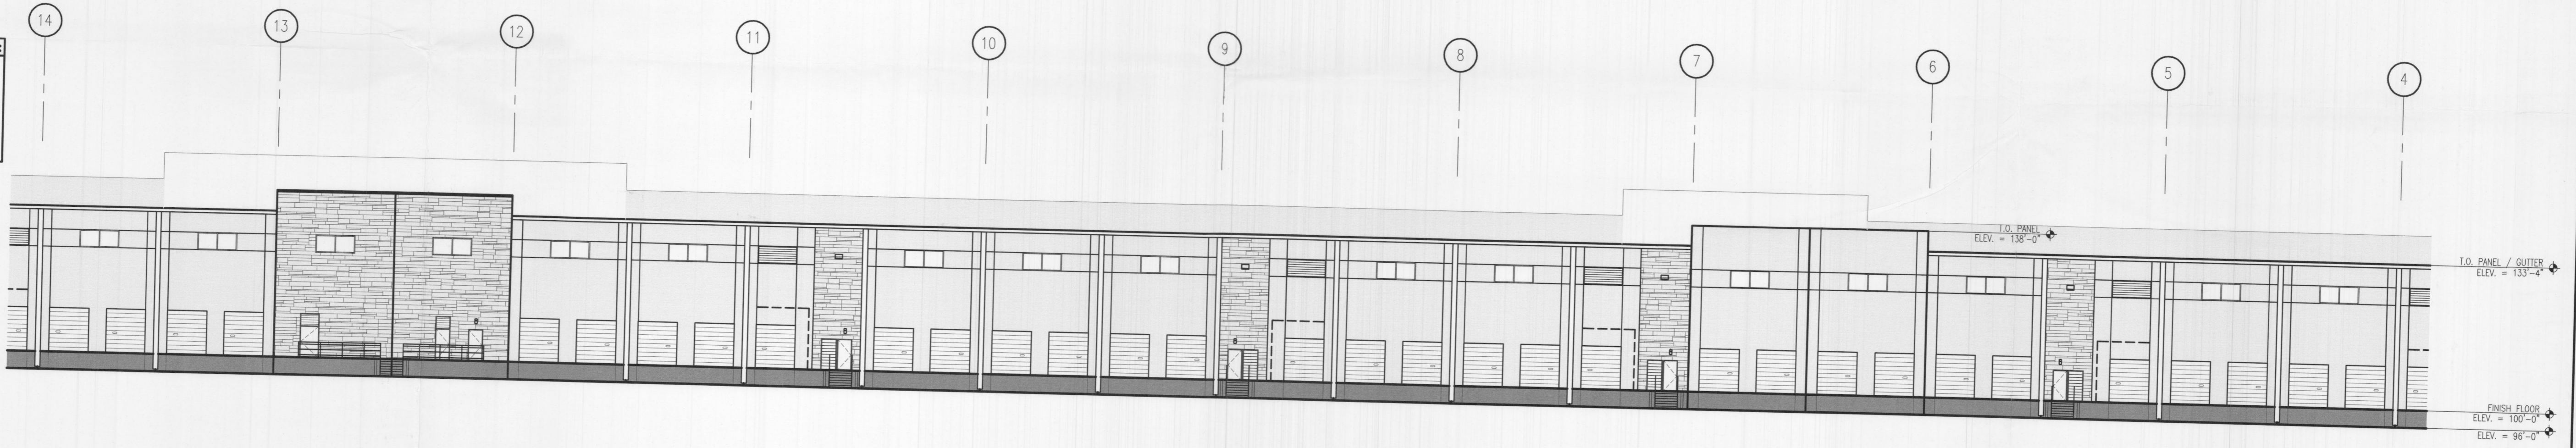 14
13
12
11
10
9
8
7
6
5
4
T.O. PANEL
ELEV. = 138'-0"
T.O. PANEL / GUTTER
ELEV. = 133'-4"
FINISH FLOOR
ELEV. = 100'-0"
ELEV. = 96'-0"